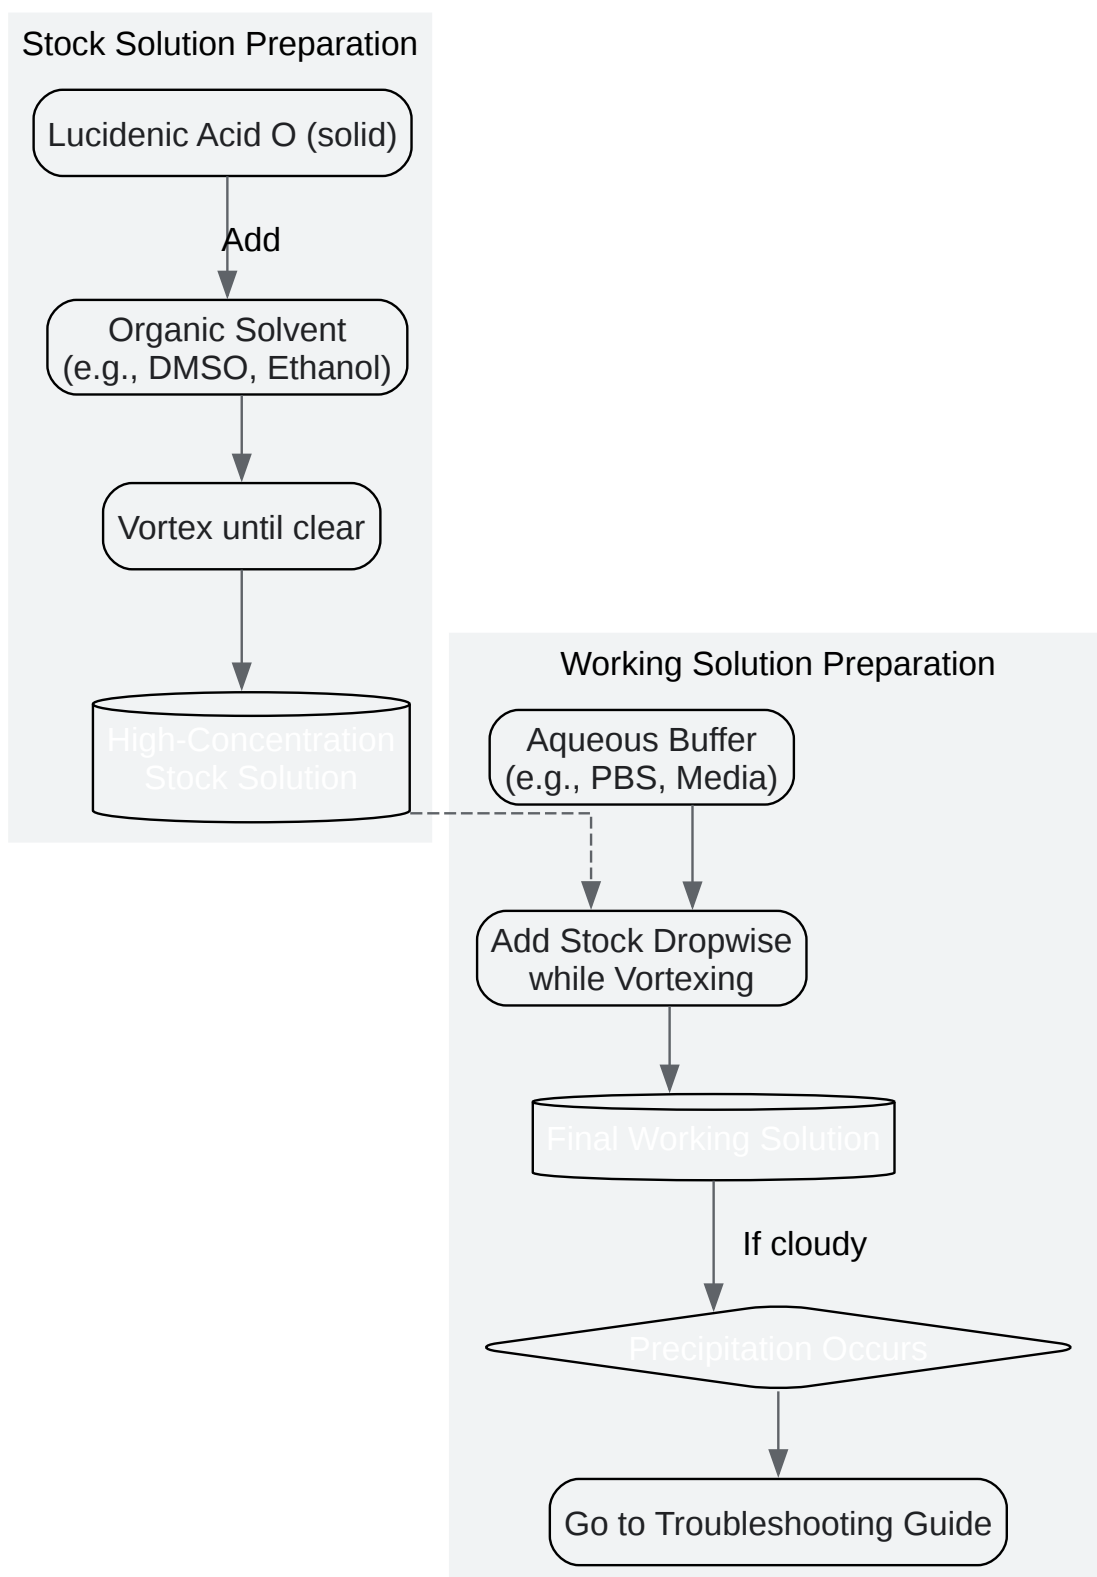 Stock Solution Preparation
Lucidenic Acid O (solid)
Add
Organic Solvent
(e.g., DMSO, Ethanol)
Vortex until clear
High-Concentration
Stock Solution
Working Solution Preparation
Aqueous Buffer
(e.g., PBS, Media)
Add Stock Dropwise
while Vortexing
Final Working Solution
If cloudy
Precipitation Occurs
Go to Troubleshooting Guide